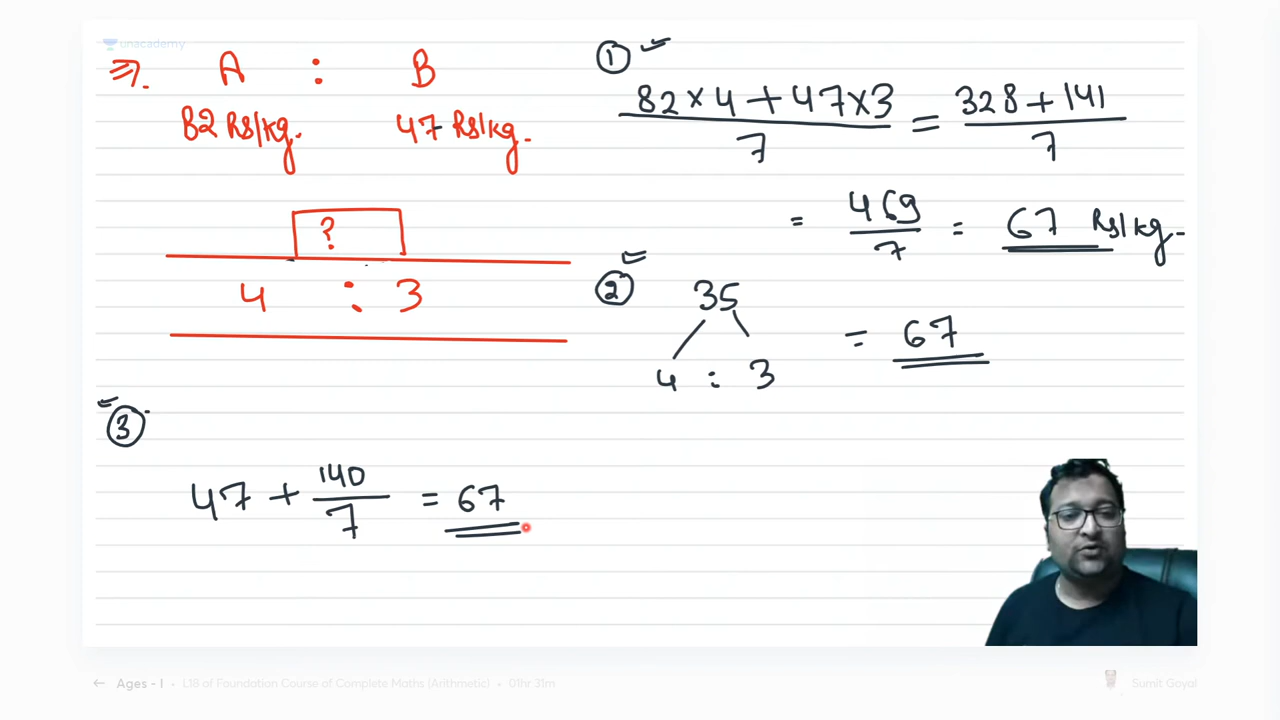 unacademy
⇒. A : B
82 Rs/kg. 47 Rs/kg.
?
4 : 3
①
82 × 4 + 47 × 3 / 7 = 328 + 141 / 7
= 469 / 7 = 67 Rs/kg.
②
35
4 : 3 = 67
③
47 + 140 / 7 = 67
← Ages - I • L18 of Foundation Course of Complete Maths (Arithmetic) • 01hr 31m
Sumit Goyal